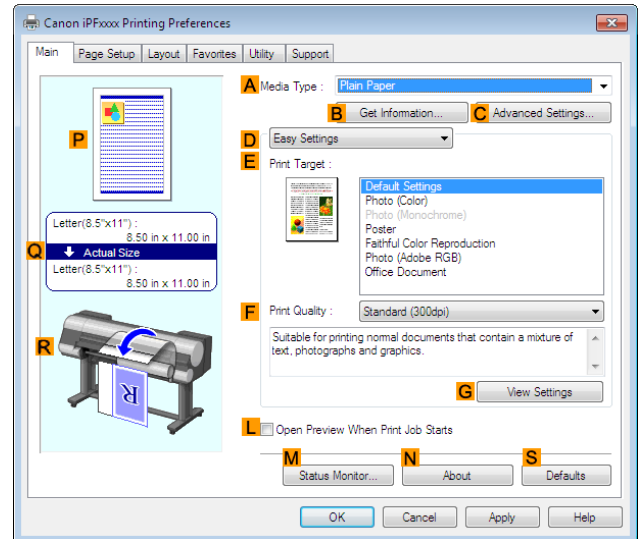 Canon iPFxxxx Printing Preferences
Main Page Setup Layout Favorites Utility Support
A Media Type : Plain Paper
B Get Information... C Advanced Settings...
D Easy Settings
E Print Target :
Default Settings
Photo (Color)
Photo (Monochrome)
Poster
Faithful Color Reproduction
Photo (Adobe RGB)
Office Document
P
Letter(8.5"x11") :
8.50 in x 11.00 in
Q Actual Size
Letter(8.5"x11") :
8.50 in x 11.00 in
R
R
F Print Quality : Standard (300dpi)
Suitable for printing normal documents that contain a mixture of
text, photographs and graphics.
G View Settings
L Open Preview When Print Job Starts
M Status Monitor... N About S Defaults
OK Cancel Apply Help